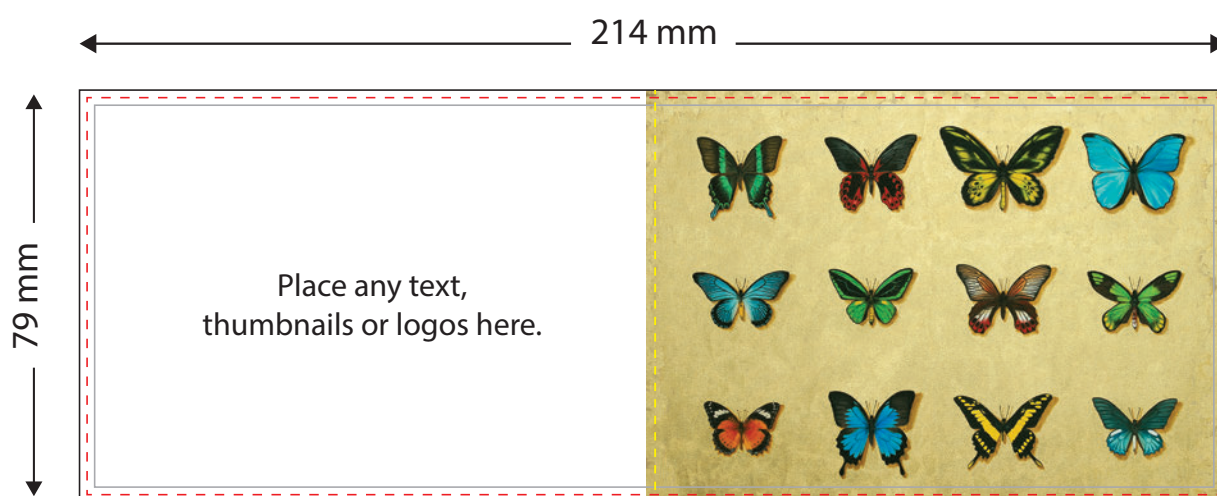 214 mm
79 mm
Place any text,
thumbnails or logos here.